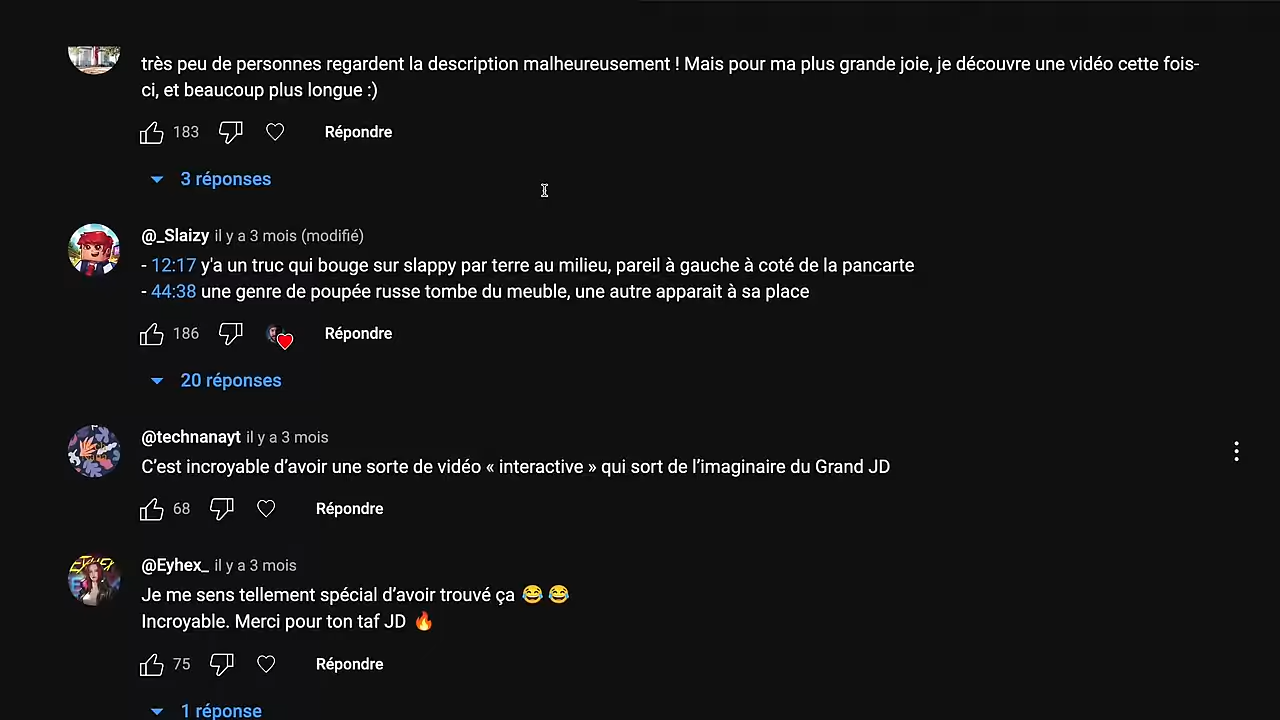 très peu de personnes regardent la description malheureusement ! Mais pour ma plus grande joie, je découvre une vidéo cette fois-
ci, et beaucoup plus longue :)
183 Répondre
3 réponses
@_Slaizy il y a 3 mois (modifié)
- 12:17 y'a un truc qui bouge sur slappy par terre au milieu, pareil à gauche à coté de la pancarte
- 44:38 une genre de poupée russe tombe du meuble, une autre apparait à sa place
186 Répondre
20 réponses
@technanayt il y a 3 mois
C’est incroyable d’avoir une sorte de vidéo « interactive » qui sort de l’imaginaire du Grand JD
68 Répondre
@Eyhex_ il y a 3 mois
Je me sens tellement spécial d’avoir trouvé ça 😂 😂
Incroyable. Merci pour ton taf JD 🔥
75 Répondre
1 réponse